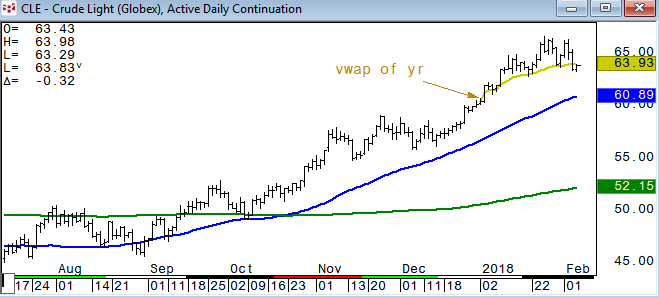 CLE - Crude Light (Globex), Active Daily Continuation
O= 63.43
H= 63.98
L= 63.29
L= 63.83v
Δ= -0.32
vwap of yr
65.00
63.93
60.89
60.00
55.00
52.15
50.00
45.00
Aug Sep Oct Nov Dec 2018 Feb
17 24 01 14 21 01 11 18 25 02 09 16 23 01 13 20 01 11 18 02 22 01